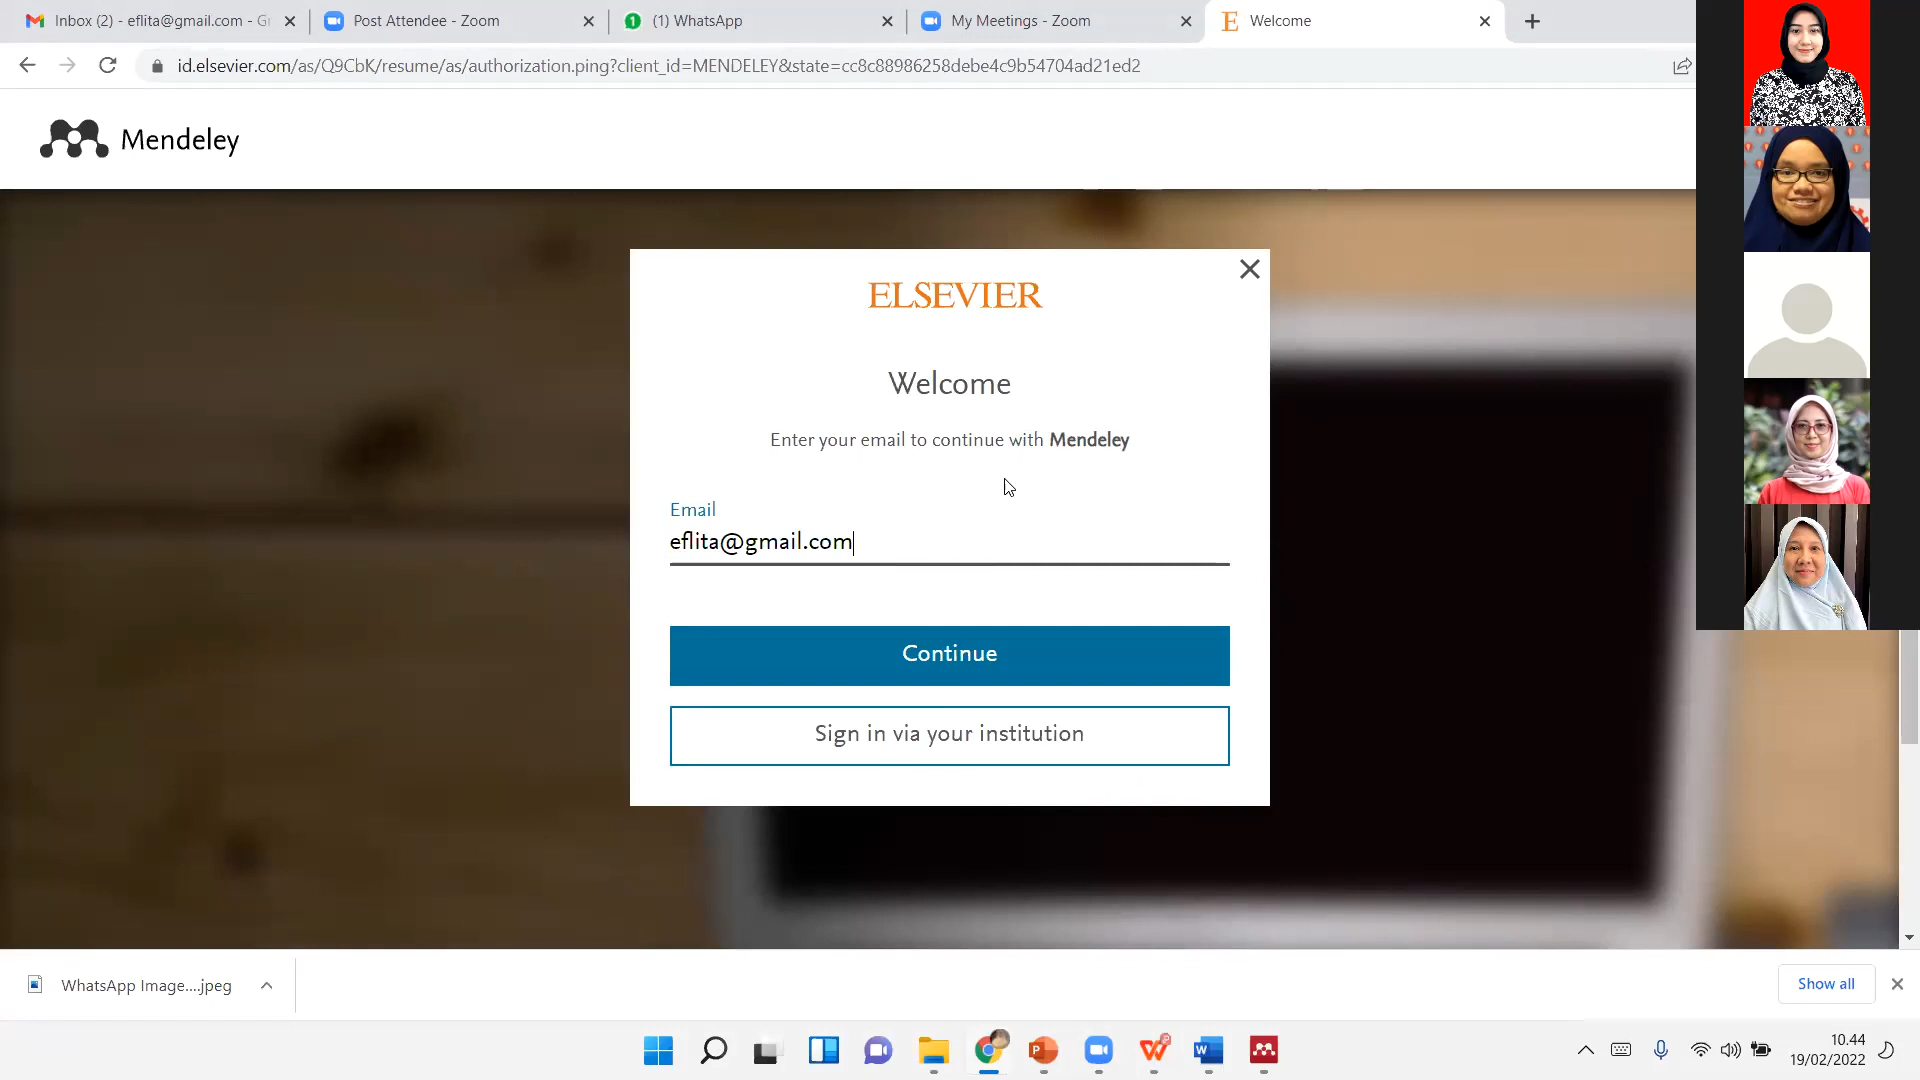 Inbox (2) - eflita@gmail.com - G
Post Attendee - Zoom
(1) WhatsApp
My Meetings - Zoom
Welcome
id.elsevier.com/as/Q9CbK/resume/as/authorization.ping?client_id=MENDELEY&state=cc8c88986258debe4c9b54704ad21ed2
Mendeley
ELSEVIER
Welcome
Enter your email to continue with Mendeley
Email
eflita@gmail.com
Continue
Sign in via your institution
WhatsApp Image....jpeg
Show all
10.44
19/02/2022